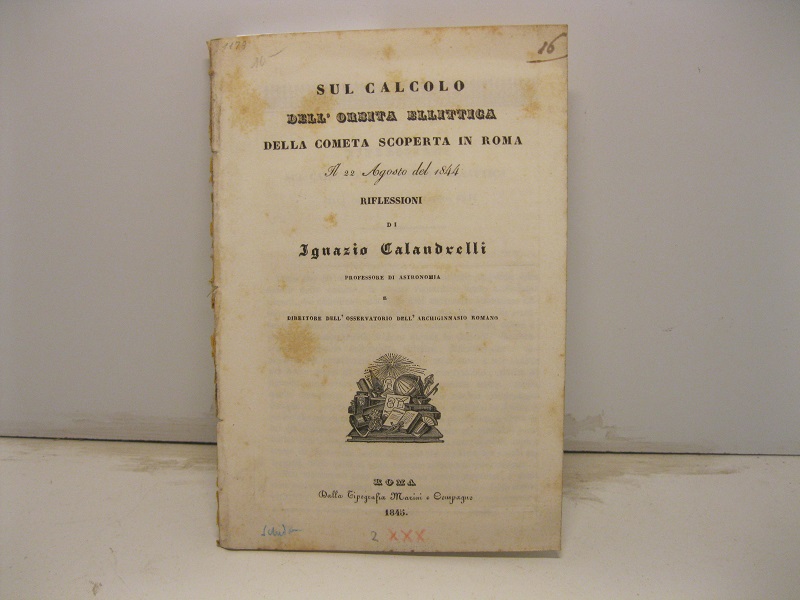 16
SUL CALCOLO
DELL' ORBITA ELLITTICA
DELLA COMETA SCOPERTA IN ROMA
Il 22 Agosto del 1844
RIFLESSIONI
DI
Ignazio Calandrelli
PROFESSORE DI ASTRONOMIA
E
DIRETTORE DELL' OSSERVATORIO DELL' ARCHIGINNASIO ROMANO
ROMA
Dalla Tipografia Marini e Compagno
1845.
2 XXX